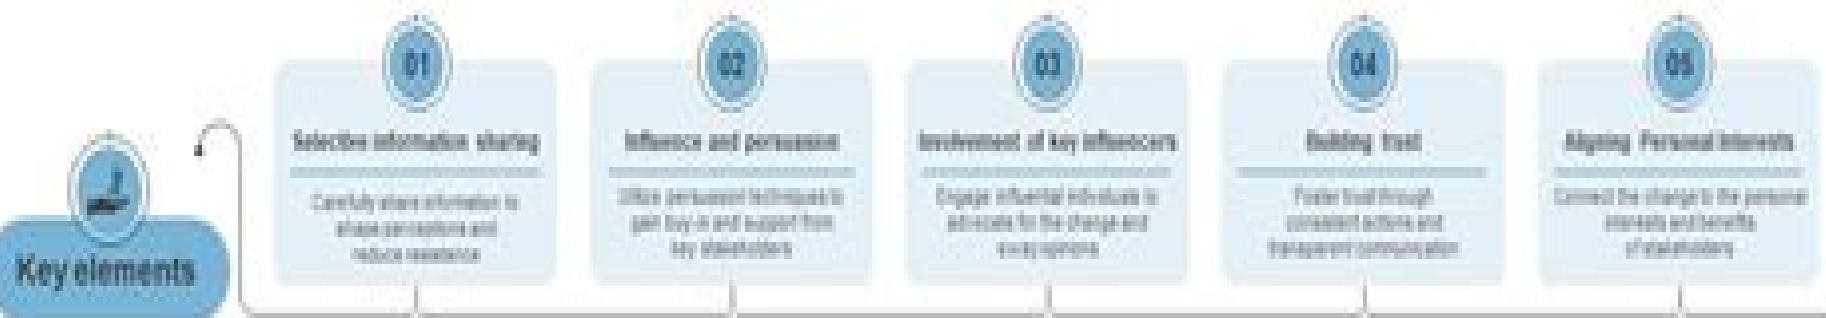 Key elements
01
Selective information sharing
Carefully share information to
shape perceptions and
reduce resistance
02
Influence and persuasion
Utilize persuasion techniques to
gain buy-in and support from
key stakeholders
03
Involvement of key influencers
Engage influential individuals to
advocate for the change and
sway opinions
04
Building trust
Foster trust through
consistent actions and
transparent communication
05
Aligning Personal Interests
Connect the change to the personal
interests and benefits
of stakeholders